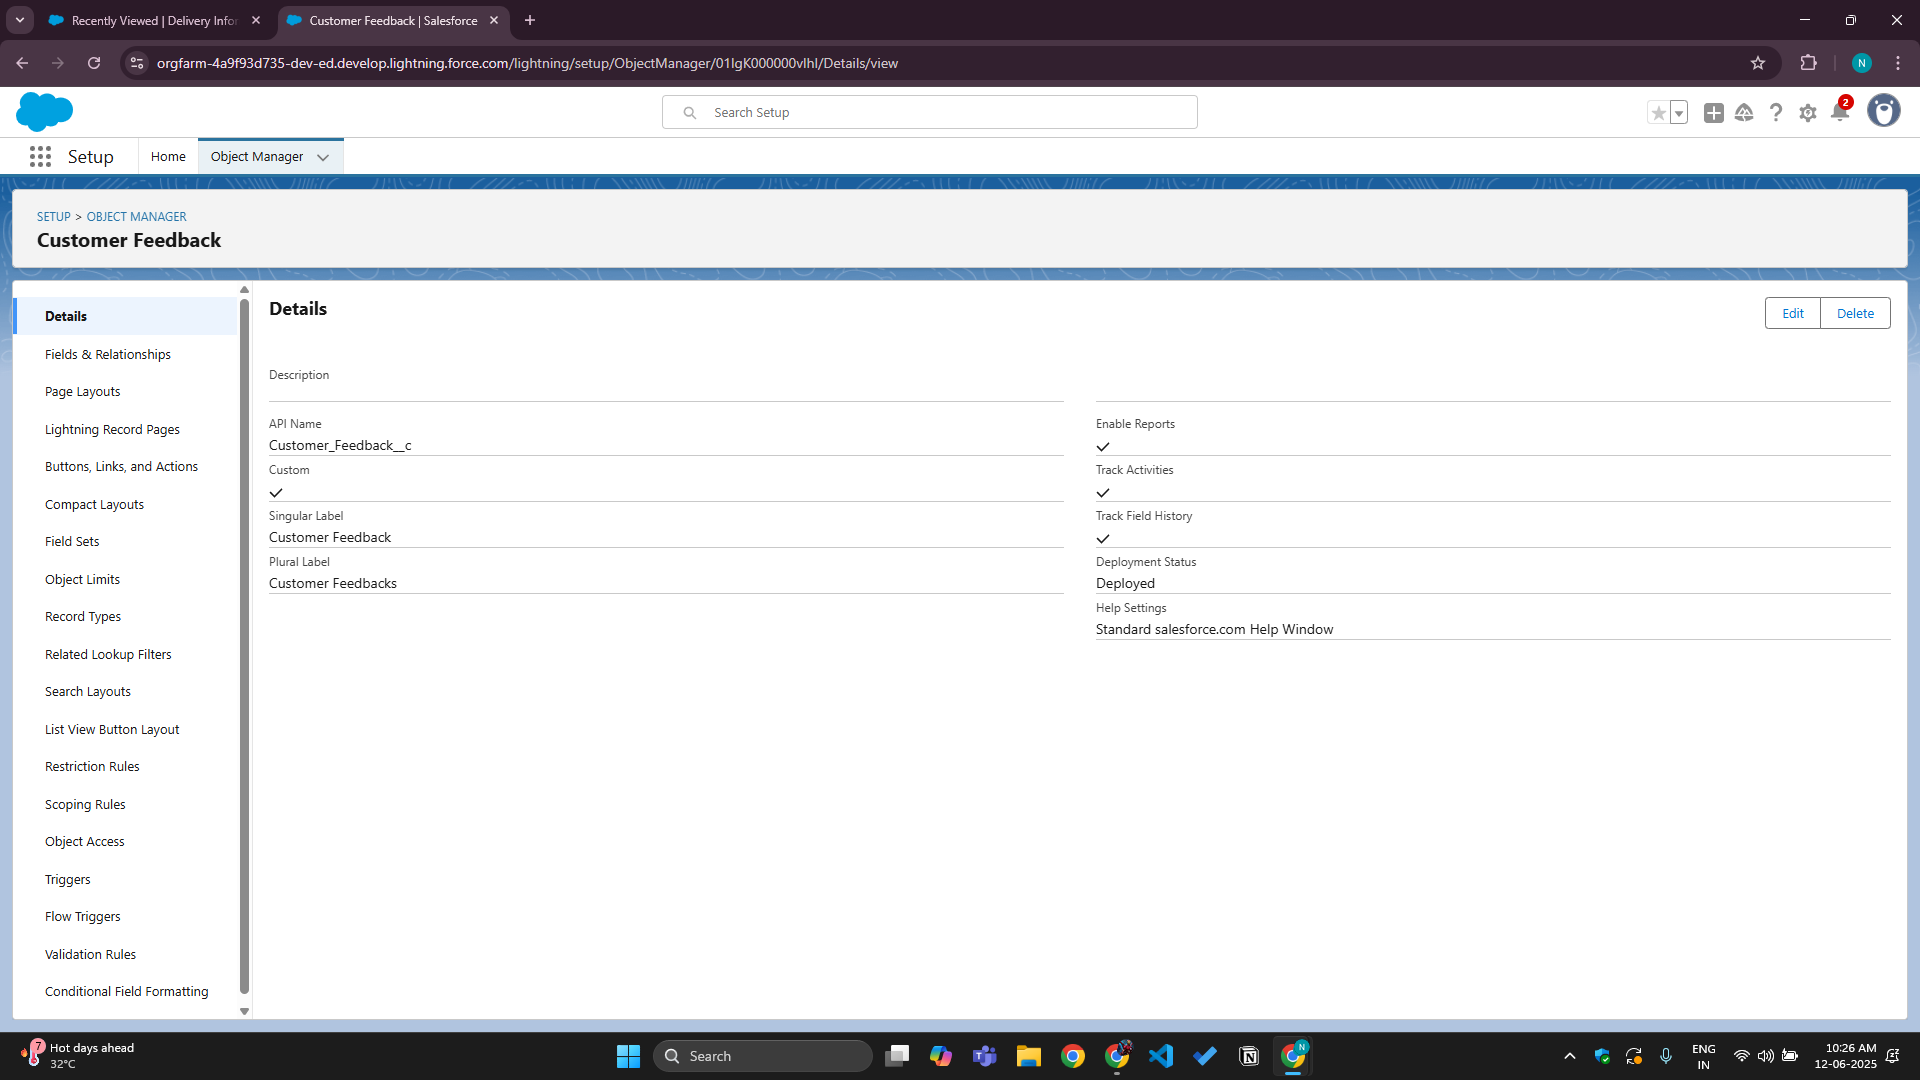 Recently Viewed | Delivery Infor
Customer Feedback | Salesforce
orgfarm-4a9f93d735-dev-ed.develop.lightning.force.com/lightning/setup/ObjectManager/01IgK000000vlhl/Details/view
N
Search Setup
2
Setup
Home
Object Manager
SETUP > OBJECT MANAGER
Customer Feedback
Details
Fields & Relationships
Page Layouts
Lightning Record Pages
Buttons, Links, and Actions
Compact Layouts
Field Sets
Object Limits
Record Types
Related Lookup Filters
Search Layouts
List View Button Layout
Restriction Rules
Scoping Rules
Object Access
Triggers
Flow Triggers
Validation Rules
Conditional Field Formatting
Details
Edit
Delete
Description
API Name
Customer_Feedback__c
Custom
Singular Label
Customer Feedback
Plural Label
Customer Feedbacks
Enable Reports
Track Activities
Track Field History
Deployment Status
Deployed
Help Settings
Standard salesforce.com Help Window
7
Hot days ahead
32°C
Search
N
ENG
IN
10:26 AM
12-06-2025